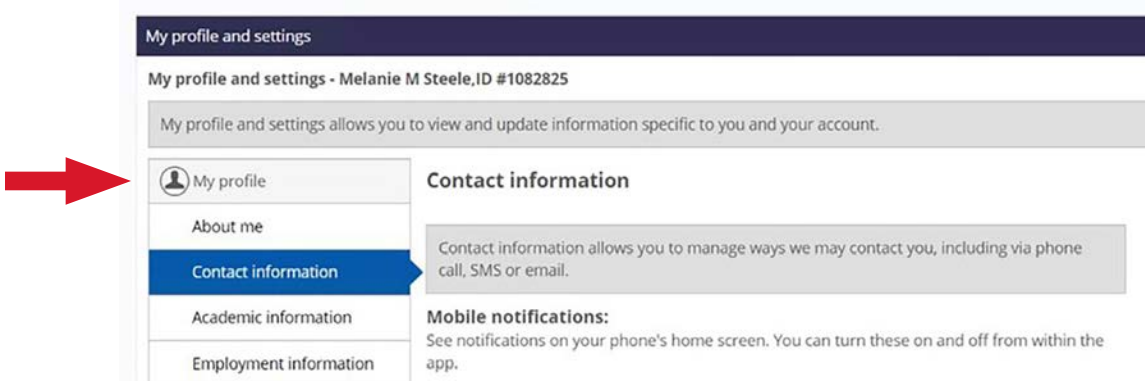 My profile and settings
My profile and settings - Melanie M Steele,ID #1082825
My profile and settings allows you to view and update information specific to you and your account.
My profile
About me
Contact information
Academic information
Employment information
Contact information
Contact information allows you to manage ways we may contact you, including via phone
call, SMS or email.
Mobile notifications:
See notifications on your phone's home screen. You can turn these on and off from within the
app.